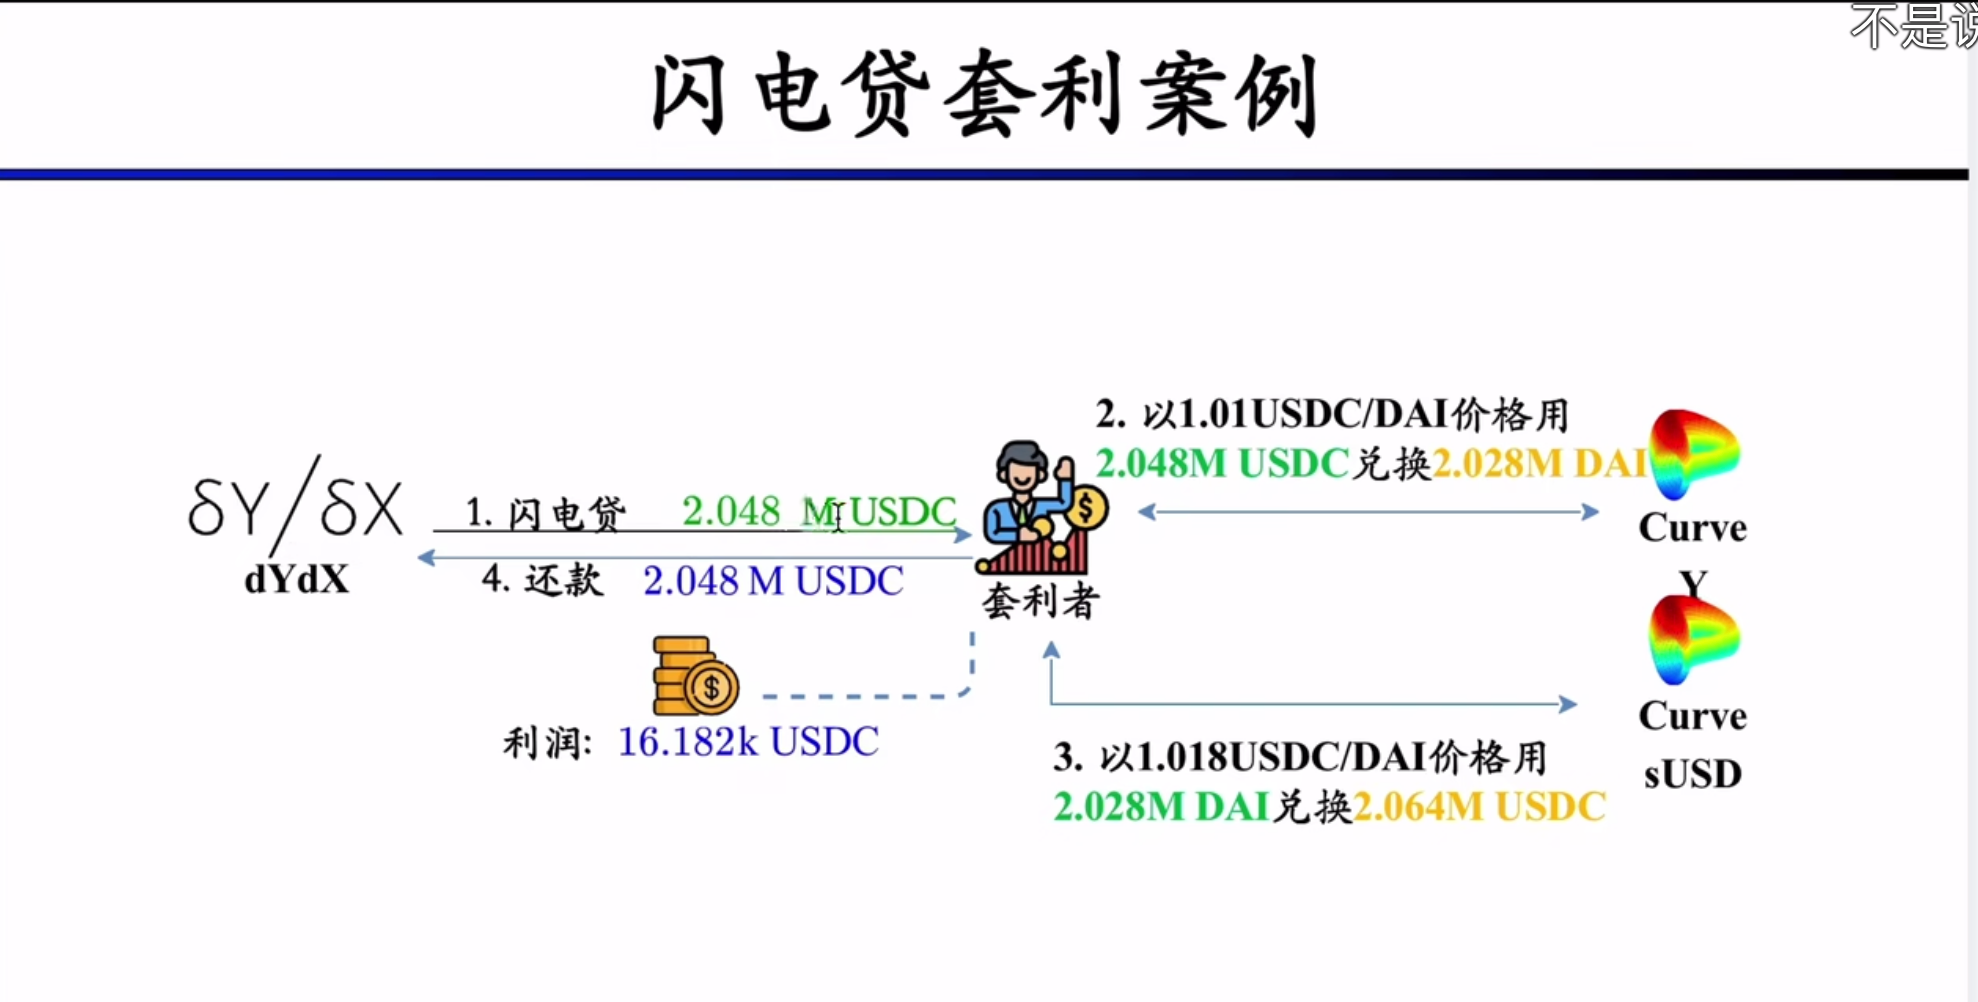 不是说
闪电贷套利案例
2. 以1.01USDC/DAI价格用
2.048M USDC兑换2.028M DAI
δY/δX
dYdX
1. 闪电贷 2.048 M USDC
4. 还款 2.048 M USDC
套利者
Curve
Y
利润: 16.182k USDC
Curve
sUSD
3. 以1.018USDC/DAI价格用
2.028M DAI兑换2.064M USDC